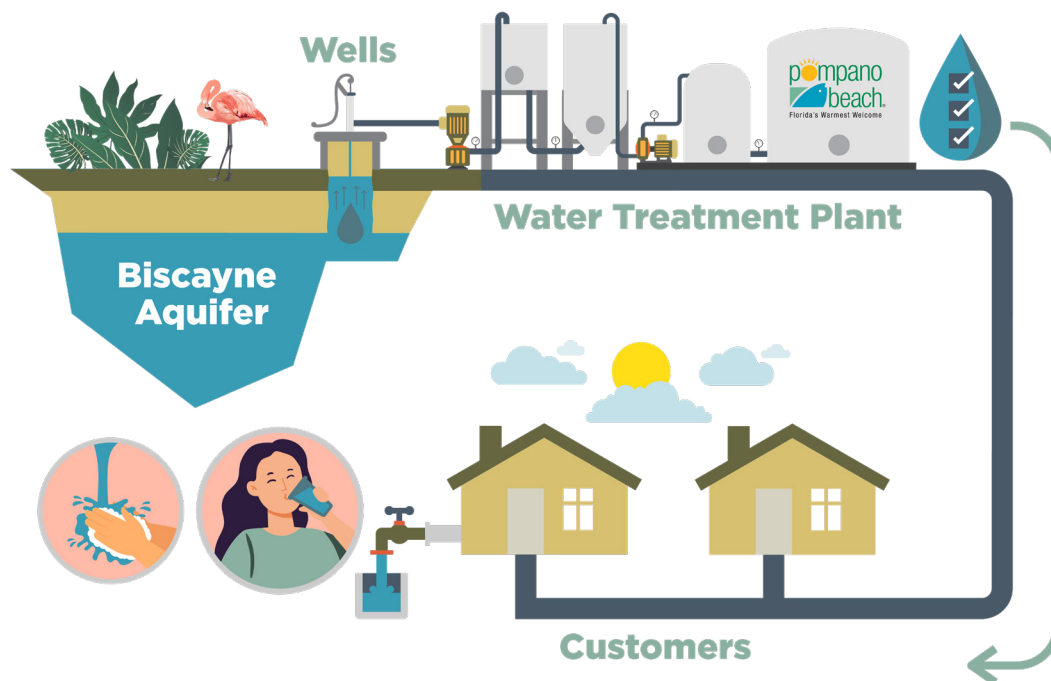 Wells
pompano
beach®
Florida's Warmest Welcome
Water Treatment Plant
Biscayne
Aquifer
Customers